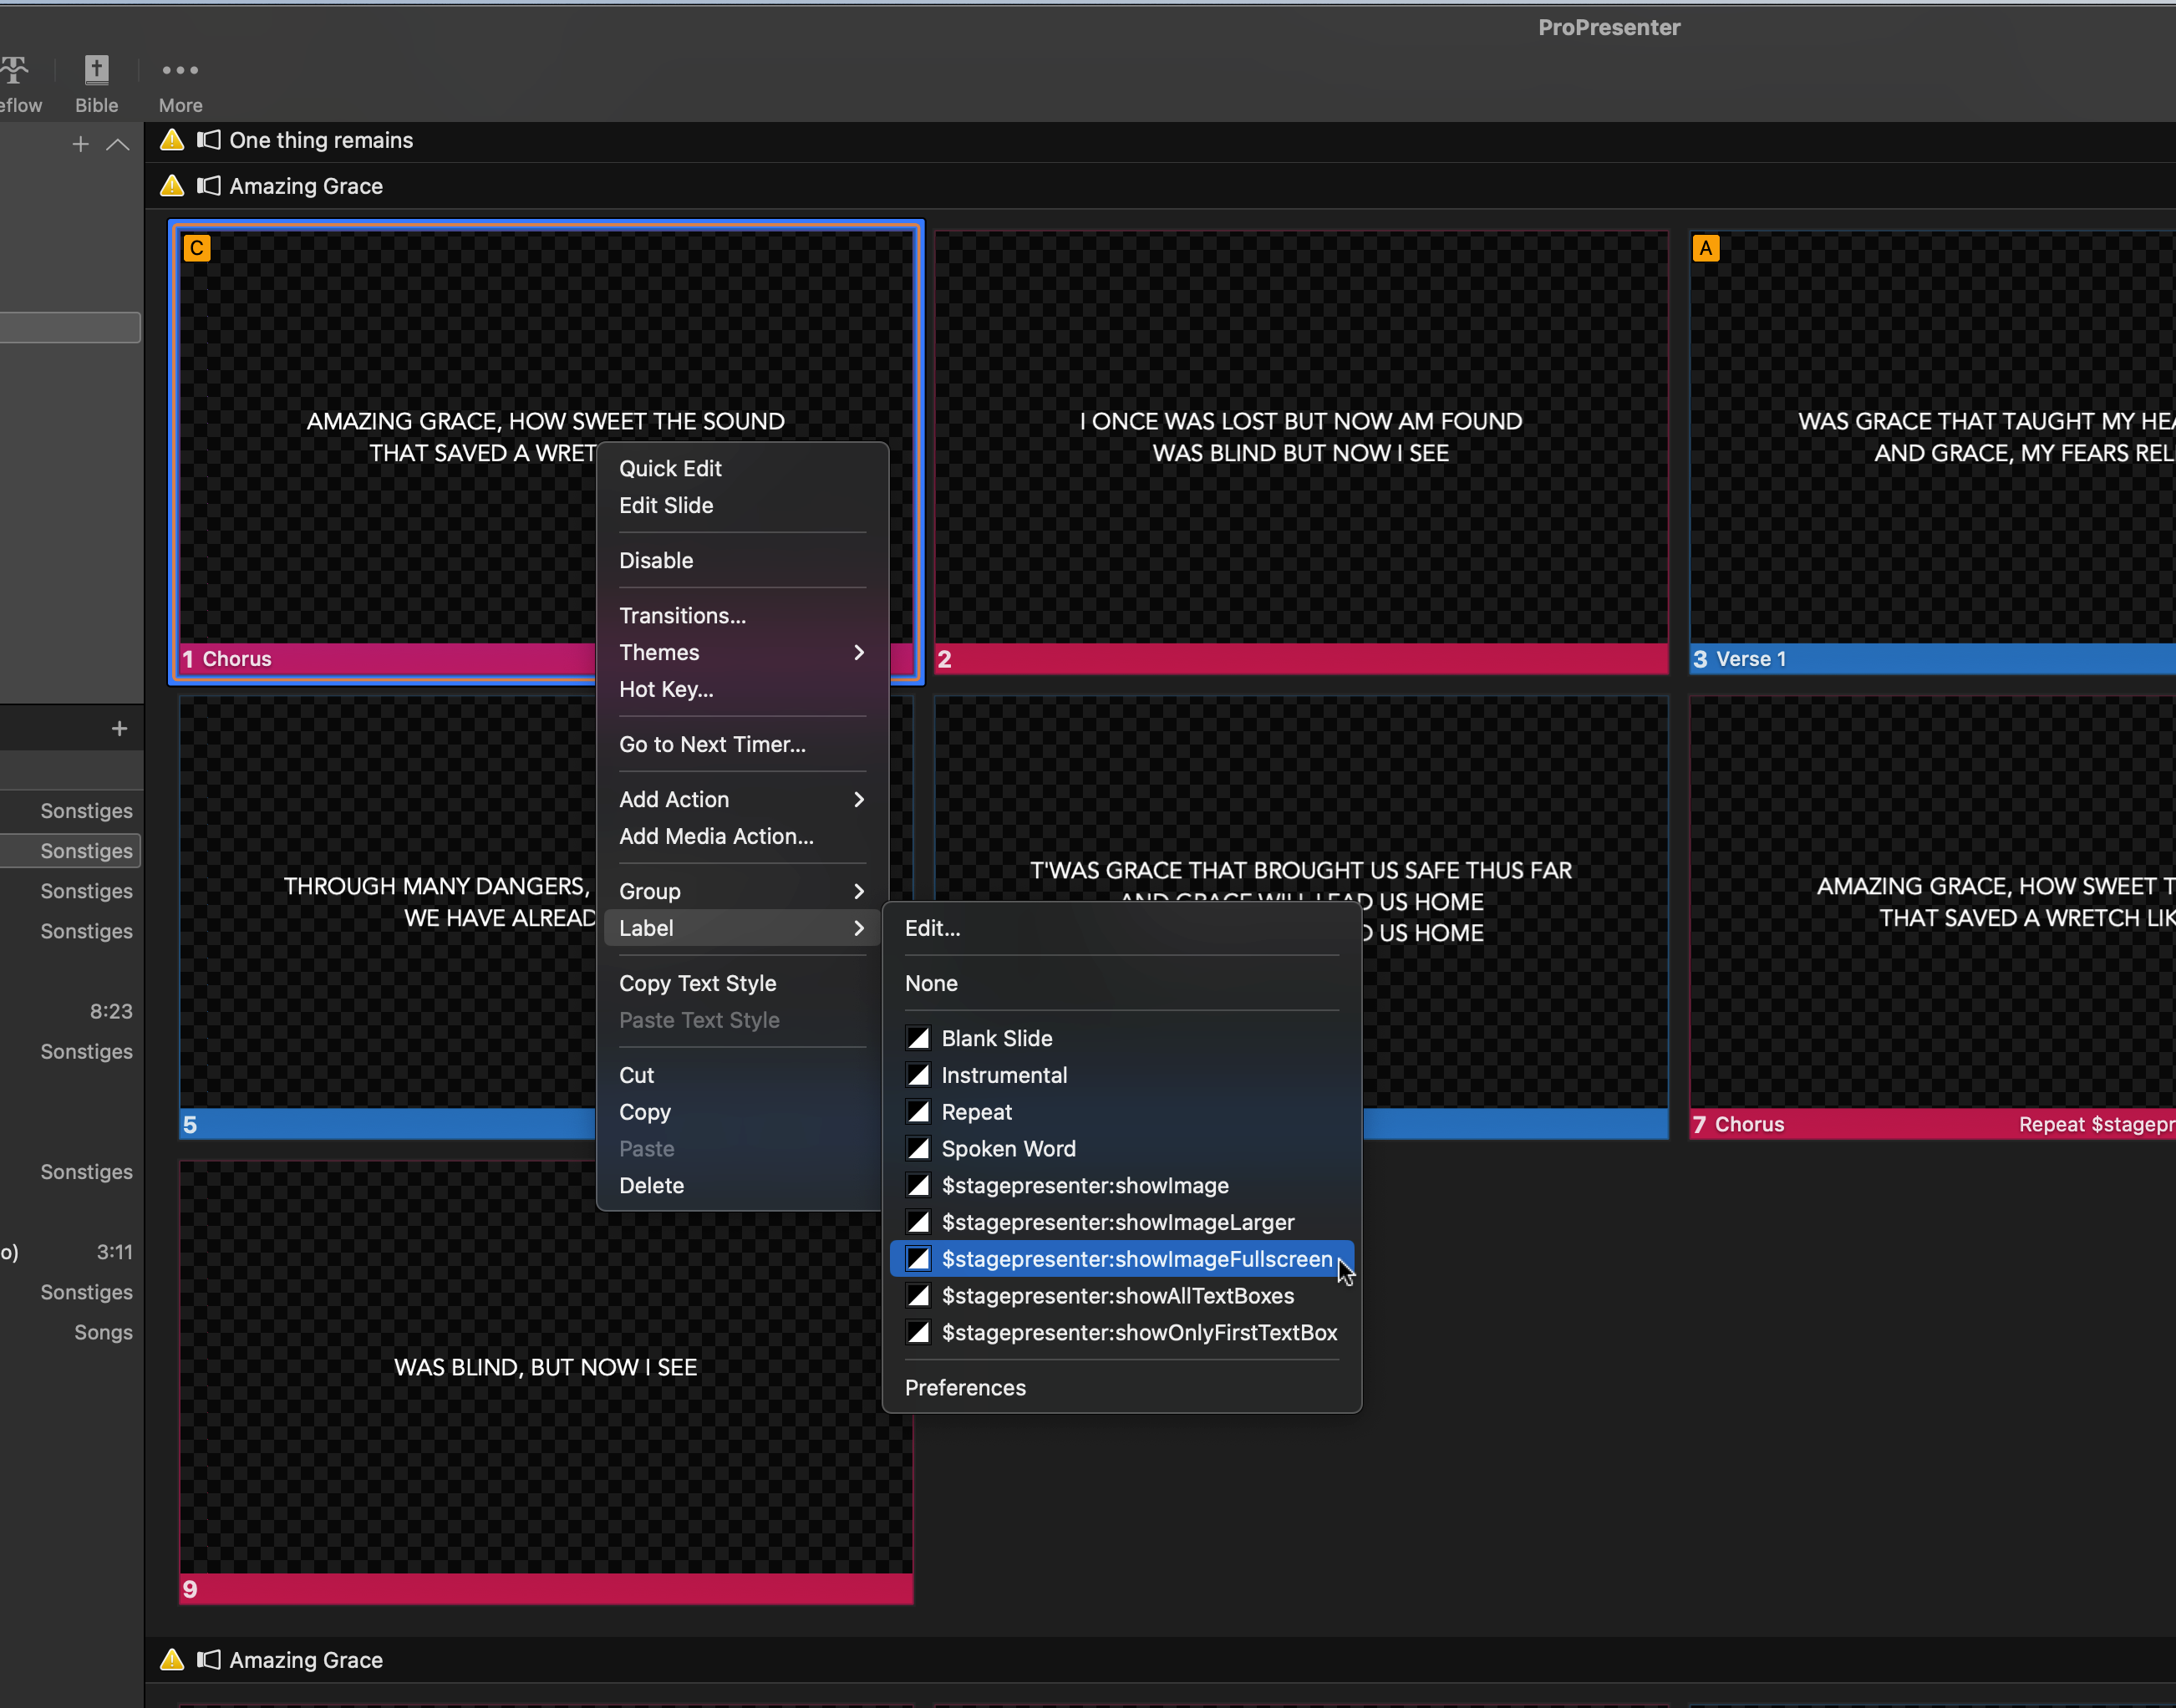 ProPresenter
eflow
Bible
More
One thing remains
Amazing Grace
C
AMAZING GRACE, HOW SWEET THE SOUND
THAT SAVED A WRET
1 Chorus
I ONCE WAS LOST BUT NOW AM FOUND
WAS BLIND BUT NOW I SEE
2
A
WAS GRACE THAT TAUGHT MY HEA
AND GRACE, MY FEARS REL
3 Verse 1
THROUGH MANY DANGERS,
WE HAVE ALREAD
5
T'WAS GRACE THAT BROUGHT US SAFE THUS FAR
AND GRACE WILL LEAD US HOME
D US HOME
AMAZING GRACE, HOW SWEET T
THAT SAVED A WRETCH LIK
7 Chorus
Repeat $stagepr
WAS BLIND, BUT NOW I SEE
9
Amazing Grace
Quick Edit
Edit Slide
Disable
Transitions...
Themes
Hot Key...
Go to Next Timer...
Add Action
Add Media Action...
Group
Label
Copy Text Style
Paste Text Style
Cut
Copy
Paste
Delete
Edit...
None
Blank Slide
Instrumental
Repeat
Spoken Word
$stagepresenter:showImage
$stagepresenter:showImageLarger
$stagepresenter:showImageFullscreen
$stagepresenter:showAllTextBoxes
$stagepresenter:showOnlyFirstTextBox
Preferences
Sonstiges
Sonstiges
Sonstiges
Sonstiges
8:23
Sonstiges
Sonstiges
o) 3:11
Sonstiges
Songs